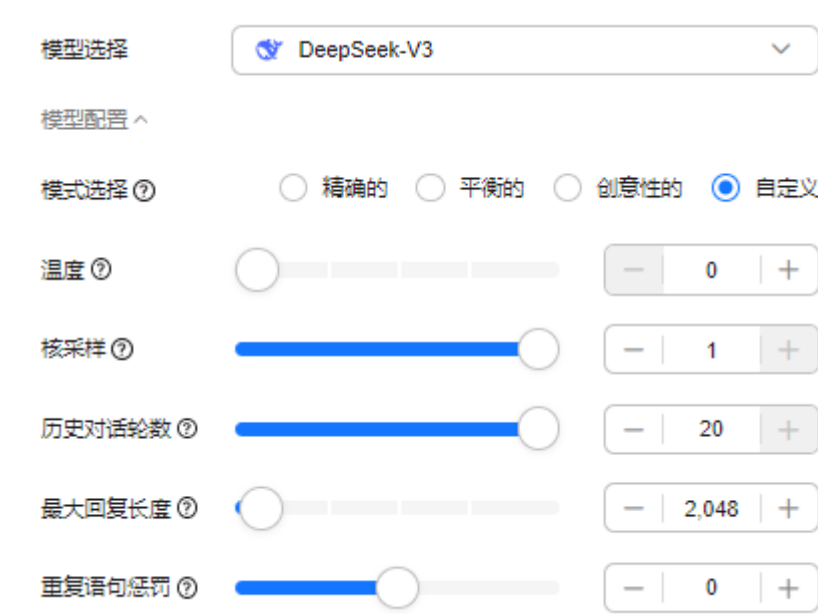 模型选择 DeepSeek-V3
模型配置
模式选择 精确的 平衡的 创意性的 自定义
温度 0
核采样 1
历史对话轮数 20
最大回复长度 2,048
重复语句惩罚 0